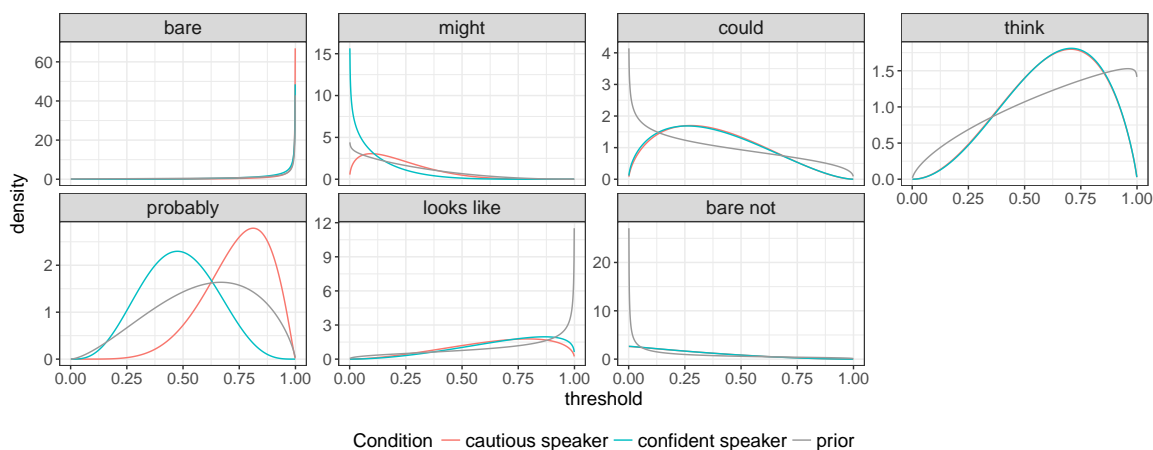 bare
might
could
think
60
40
20
0
15
10
5
0
4
3
2
1
0
1.5
1.0
0.5
0.0
0.00 0.25 0.50 0.75 1.00
probably
looks like
bare not
2
1
0
12
9
6
3
0
20
10
0
0.00 0.25 0.50 0.75 1.00
0.00 0.25 0.50 0.75 1.00
0.00 0.25 0.50 0.75 1.00
density
threshold
Condition cautious speaker confident speaker prior